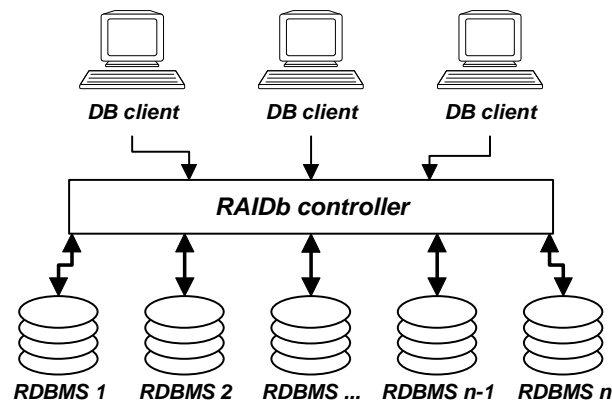 DB client DB client DB client
RAIDb controller
RDBMS 1 RDBMS 2 RDBMS ... RDBMS n-1 RDBMS n